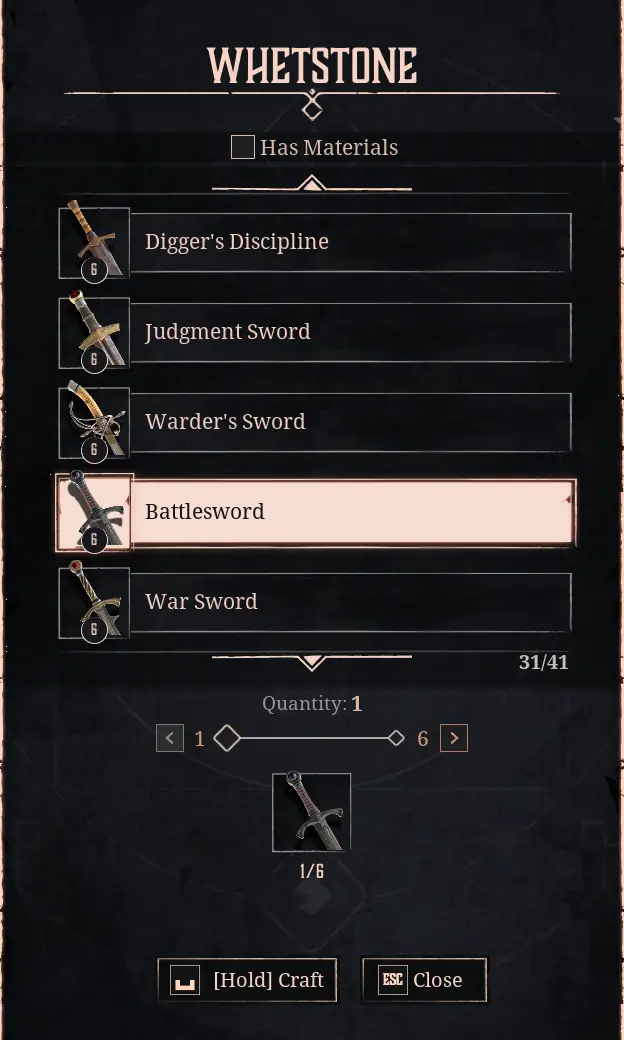 WHETSTONE
Has Materials
6
Digger's Discipline
6
Judgment Sword
6
Warder's Sword
6
Battlesword
6
War Sword
31/41
Quantity: 1
< 1 6 >
1/6
[Hold] Craft
ESC Close